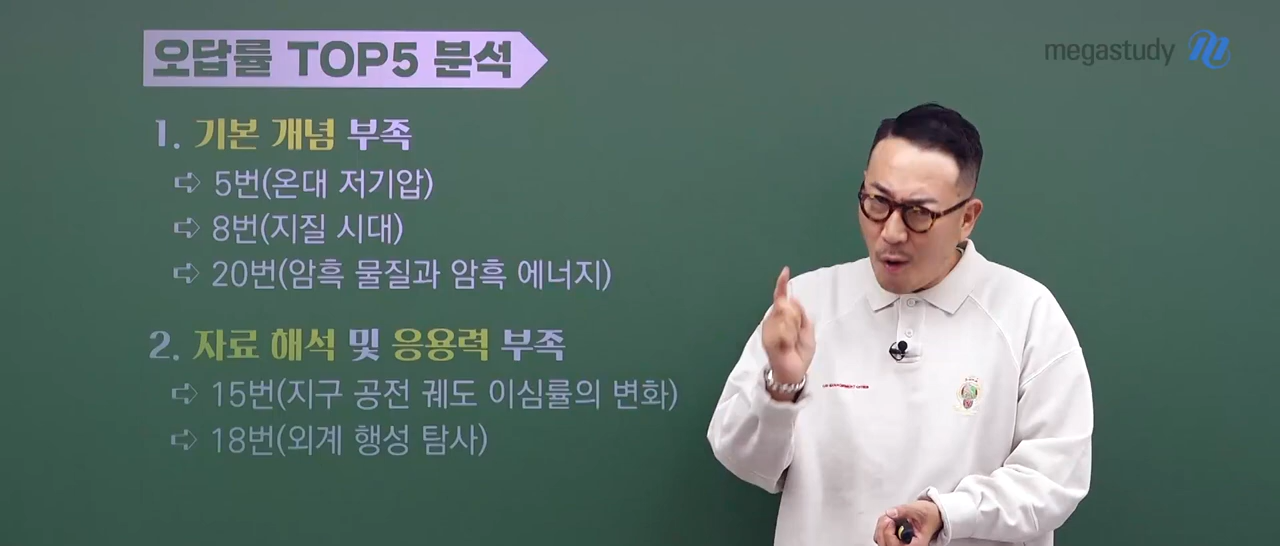 오답률 TOP5 분석
megastudy
1. 기본 개념 부족
⇨ 5번(온대 저기압)
⇨ 8번(지질 시대)
⇨ 20번(암흑 물질과 암흑 에너지)
2. 자료 해석 및 응용력 부족
⇨ 15번(지구 공전 궤도 이심률의 변화)
⇨ 18번(외계 행성 탐사)